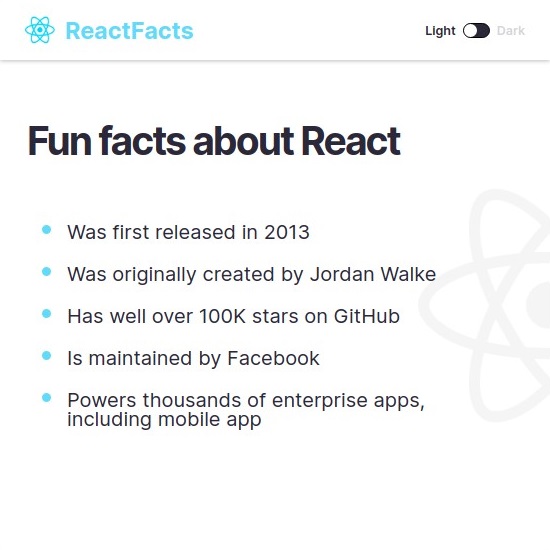 ReactFacts
Light Dark
Fun facts about React
Was first released in 2013
Was originally created by Jordan Walke
Has well over 100K stars on GitHub
Is maintained by Facebook
Powers thousands of enterprise apps,
including mobile app